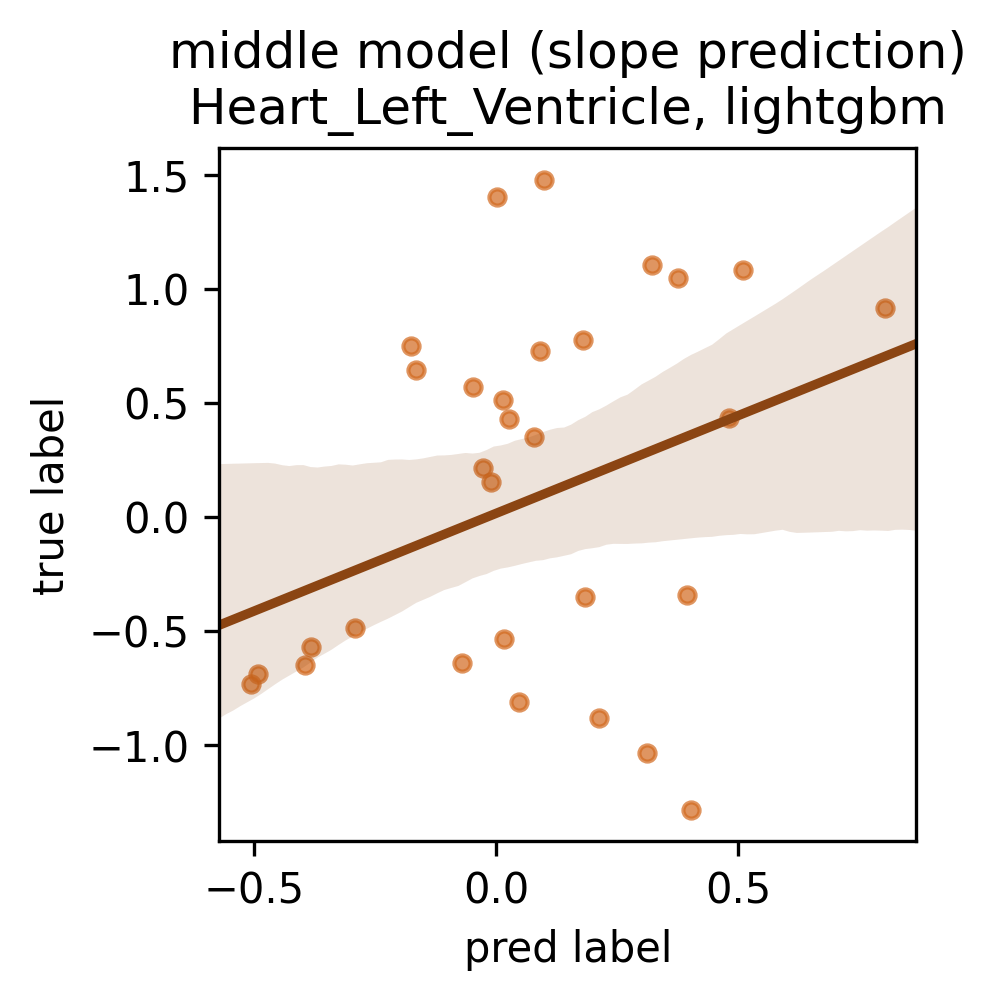 middle model (slope prediction)
Heart_Left_Ventricle, lightgbm
1.5
1.0
0.5
0.0
−0.5
−1.0
true label
−0.5
0.0
0.5
pred label